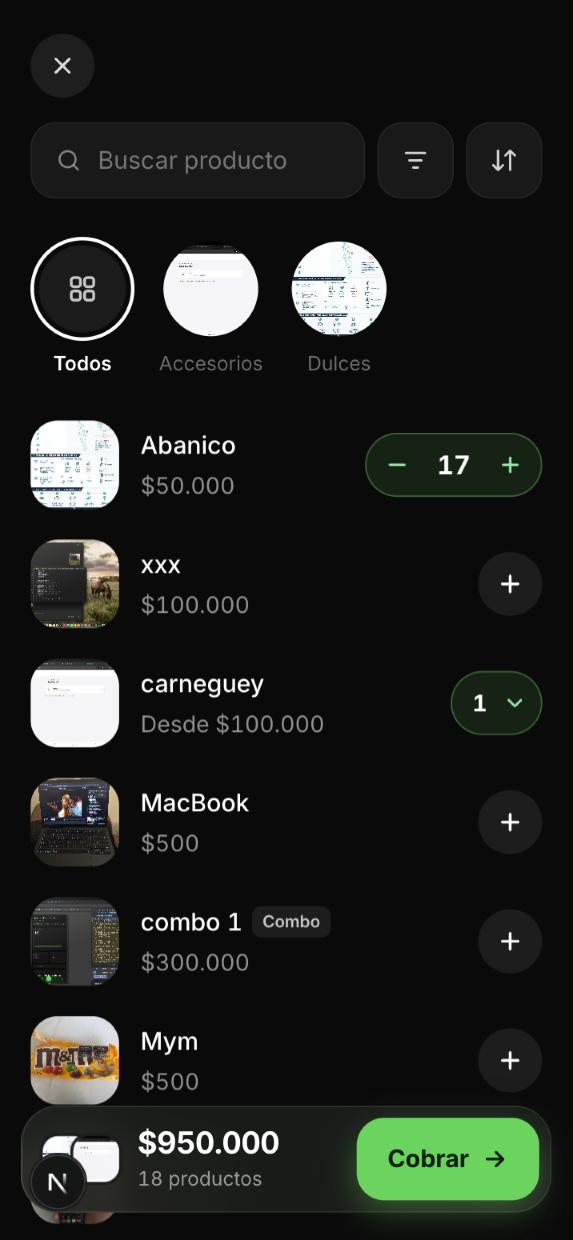 Buscar producto
Todos
Accesorios
Dulces
Abanico
$50.000
17
xxx
$100.000
carneguey
Desde $100.000
1
MacBook
$500
combo 1 Combo
$300.000
Mym
$500
m&m's
$950.000
18 productos
Cobrar
N